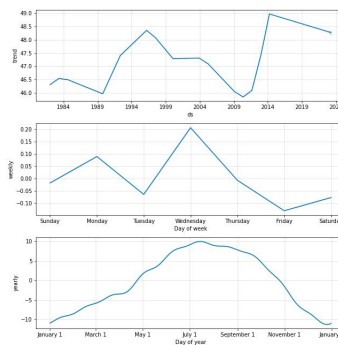 49.0
48.5
48.0
47.5
47.0
46.5
46.0
trend
1984
1989
1994
1999
2004
2009
2014
2019
202
ds
0.20
0.15
0.10
0.05
0.00
−0.05
−0.10
weekly
Sunday
Monday
Tuesday
Wednesday
Thursday
Friday
Saturda
Day of week
10
5
0
−5
−10
yearly
January 1
March 1
May 1
July 1
September 1
November 1
January
Day of year